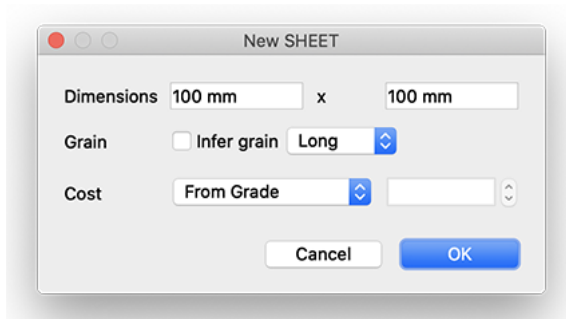 New SHEET
Dimensions 100 mm x 100 mm
Grain Infer grain Long
Cost From Grade
Cancel OK